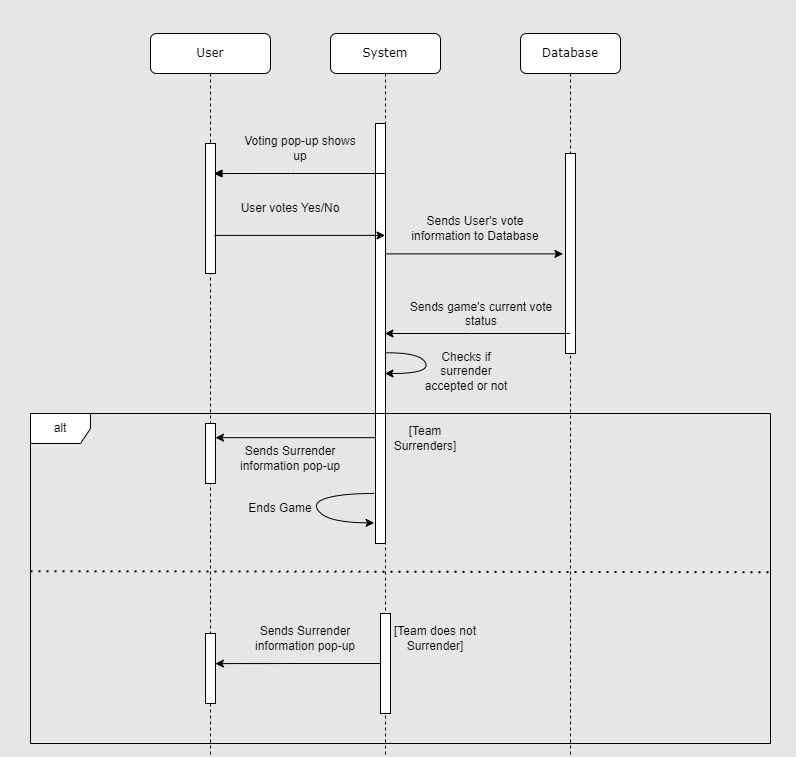 User
System
Database
Voting pop-up shows
up
User votes Yes/No
Sends User's vote
information to Database
Sends game's current vote
status
Checks if
surrender
accepted or not
alt
[Team
Surrenders]
Sends Surrender
information pop-up
Ends Game
Sends Surrender
information pop-up
[Team does not
Surrender]